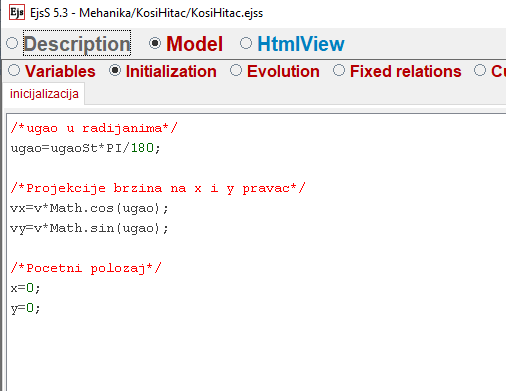 EjsS 5.3 - Mehanika/KosiHitac/KosiHitac.ejss
Description Model HtmlView
Variables Initialization Evolution Fixed relations Cu
inicijalizacija
/*ugao u radijanima*/
ugao=ugaoSt*PI/180;
/*Projekcije brzina na x i y pravac*/
vx=v*Math.cos(ugao);
vy=v*Math.sin(ugao);
/*Pocetni polozaj*/
x=0;
y=0;